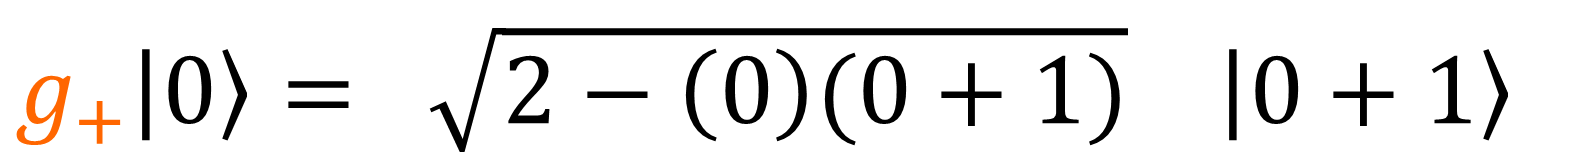 g₊|0⟩ = √(2 − (0)(0 + 1)) |0 + 1⟩